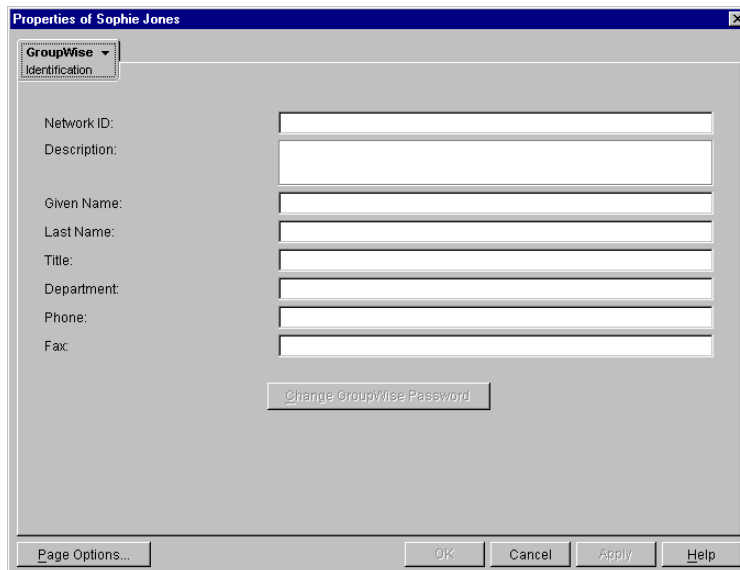 Properties of Sophie Jones
GroupWise
Identification
Network ID:
Description:
Given Name:
Last Name:
Title:
Department:
Phone:
Fax:
Change GroupWise Password
Page Options... OK Cancel Apply Help